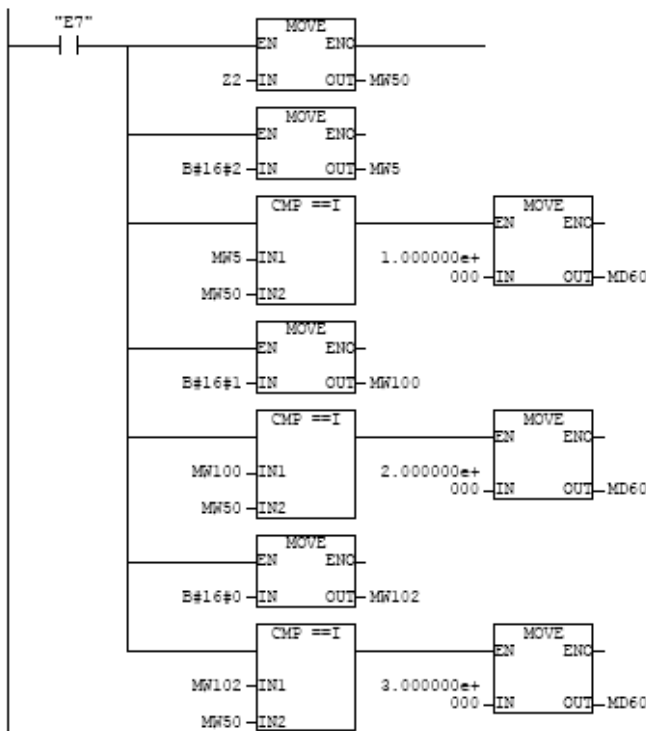 "E7"
MOVE
EN ENO
Z2 IN OUT MW50
MOVE
EN ENO
B#16#2 IN OUT MW5
CMP ==I MOVE
EN ENO
MW5 IN1 1.000000e+
000 IN OUT MD60
MW50 IN2
MOVE
EN ENO
B#16#1 IN OUT MW100
CMP ==I MOVE
EN ENO
MW100 IN1 2.000000e+
000 IN OUT MD60
MW50 IN2
MOVE
EN ENO
B#16#0 IN OUT MW102
CMP ==I MOVE
EN ENO
MW102 IN1 3.000000e+
000 IN OUT MD60
MW50 IN2